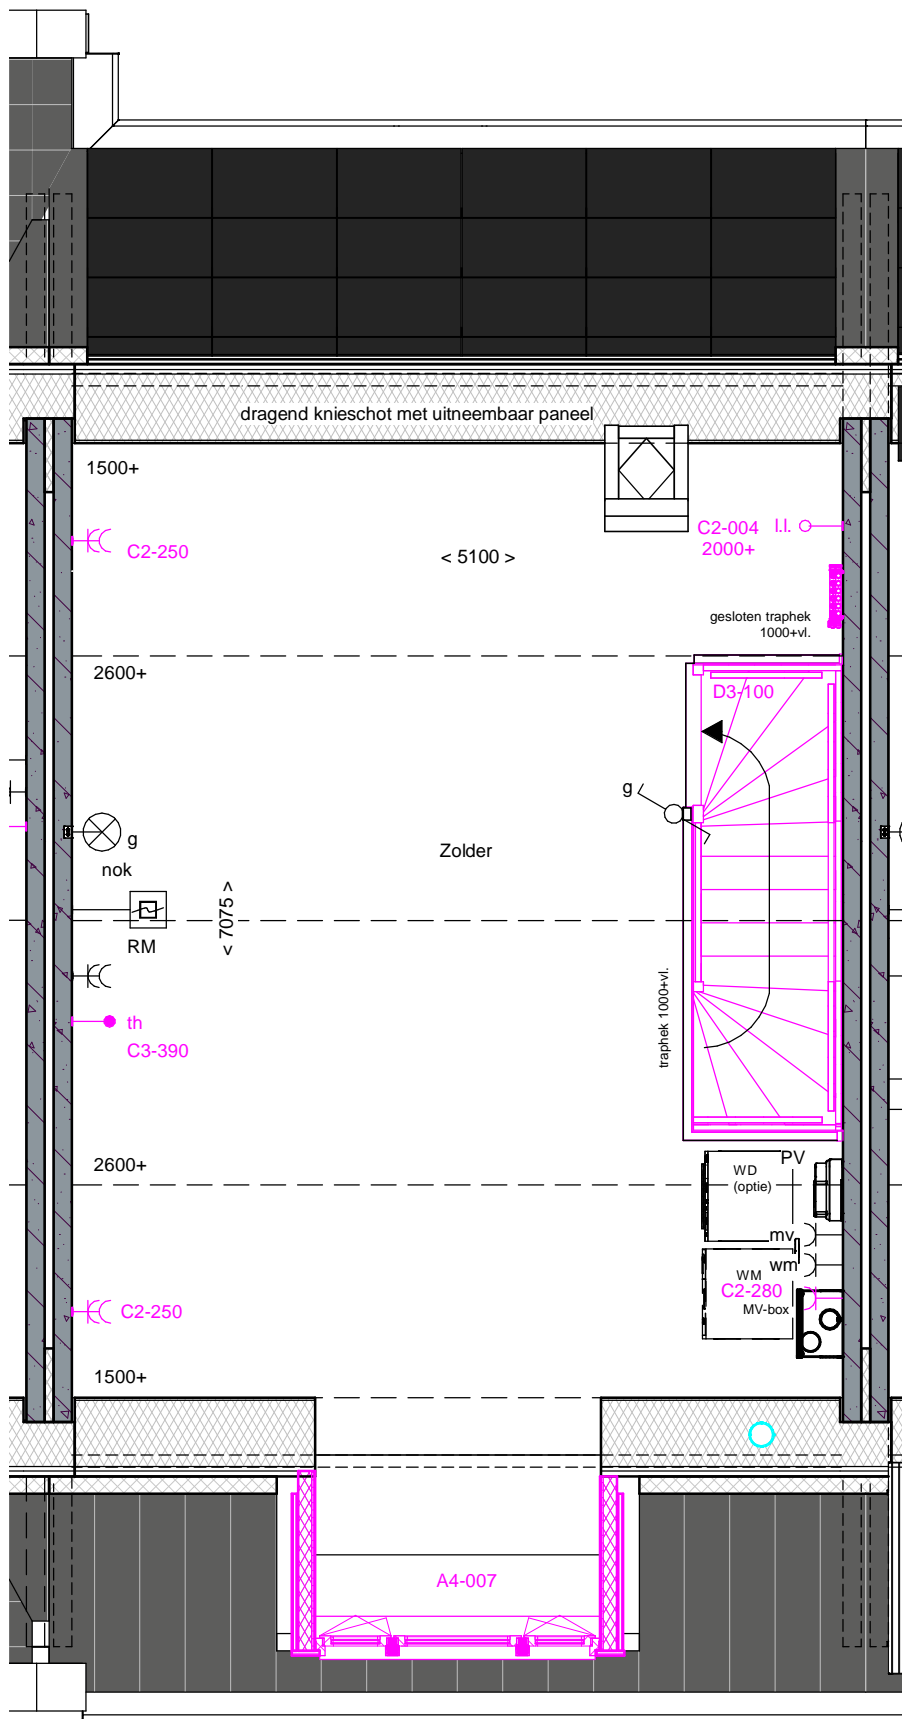 dragend knieschot met uitneembaar paneel
1500+
C2-250
< 5100 >
C2-004
l.l.
2000+
gesloten traphek
1000+vl.
2600+
D3-100
g
g
nok
Zolder
< 7075 >
RM
th
C3-390
traphek 1000+vl.
2600+
PV
WD
(optie)
mv
wm
WM
C2-280
MV-box
C2-250
1500+
A4-007